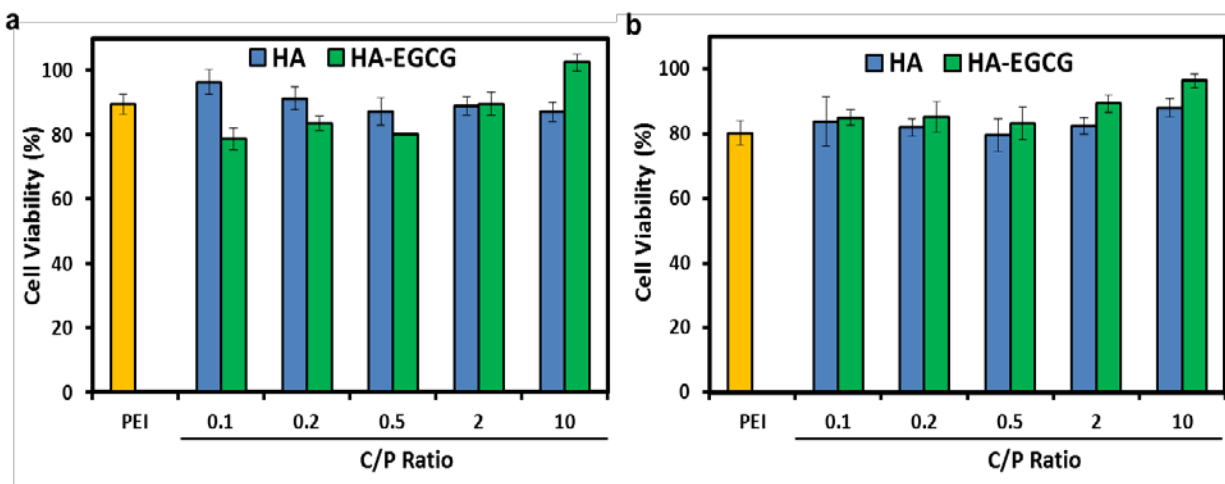 a
HA HA-EGCG
Cell Viability (%)
100
80
60
40
20
0
PEI 0.1 0.2 0.5 2 10
C/P Ratio
b
HA HA-EGCG
Cell Viability (%)
100
80
60
40
20
0
PEI 0.1 0.2 0.5 2 10
C/P Ratio